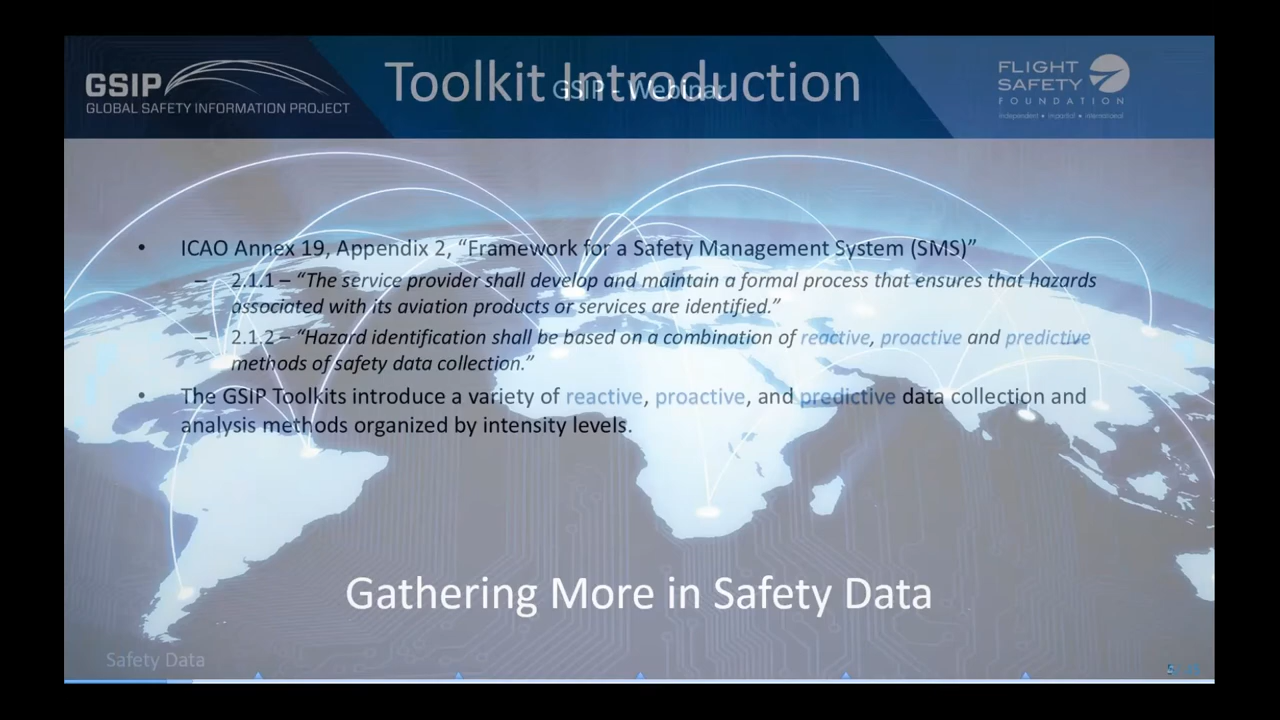 GSIP
GLOBAL SAFETY INFORMATION PROJECT
Toolkit Introduction
GSIP - Webinar
FLIGHT
SAFETY
FOUNDATION
independent • impartial • international
• ICAO Annex 19, Appendix 2, “Framework for a Safety Management System (SMS)”
– 2.1.1 – “The service provider shall develop and maintain a formal process that ensures that hazards
associated with its aviation products or services are identified.”
– 2.1.2 – “Hazard identification shall be based on a combination of reactive, proactive and predictive
methods of safety data collection.”
• The GSIP Toolkits introduce a variety of reactive, proactive, and predictive data collection and
analysis methods organized by intensity levels.
Gathering More in Safety Data
Safety Data